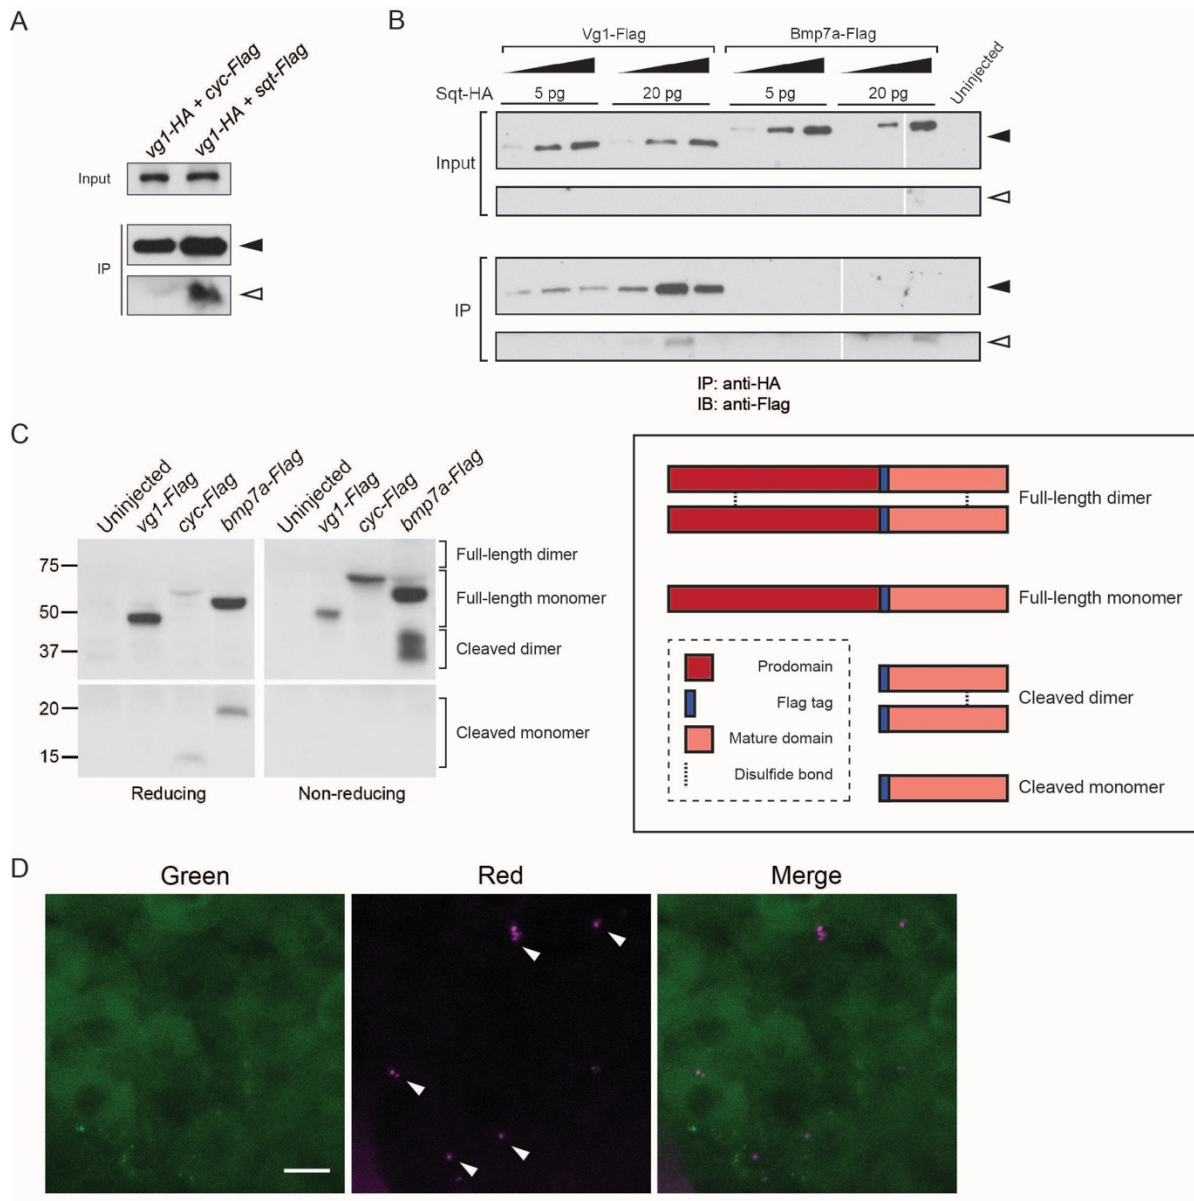 A
vg1-HA + cyc-Flag
vg1-HA + sqt-Flag
Input
IP
B
Vg1-Flag
Bmp7a-Flag
Uninjected
Sqt-HA
5 pg
20 pg
5 pg
20 pg
Input
IP
IP: anti-HA
IB: anti-Flag
C
Uninjected
vg1-Flag
cyc-Flag
bmp7a-Flag
Uninjected
vg1-Flag
cyc-Flag
bmp7a-Flag
75
50
37
20
15
Full-length dimer
Full-length monomer
Cleaved dimer
Cleaved monomer
Reducing
Non-reducing
Full-length dimer
Full-length monomer
Prodomain
Flag tag
Mature domain
Disulfide bond
Cleaved dimer
Cleaved monomer
D
Green
Red
Merge